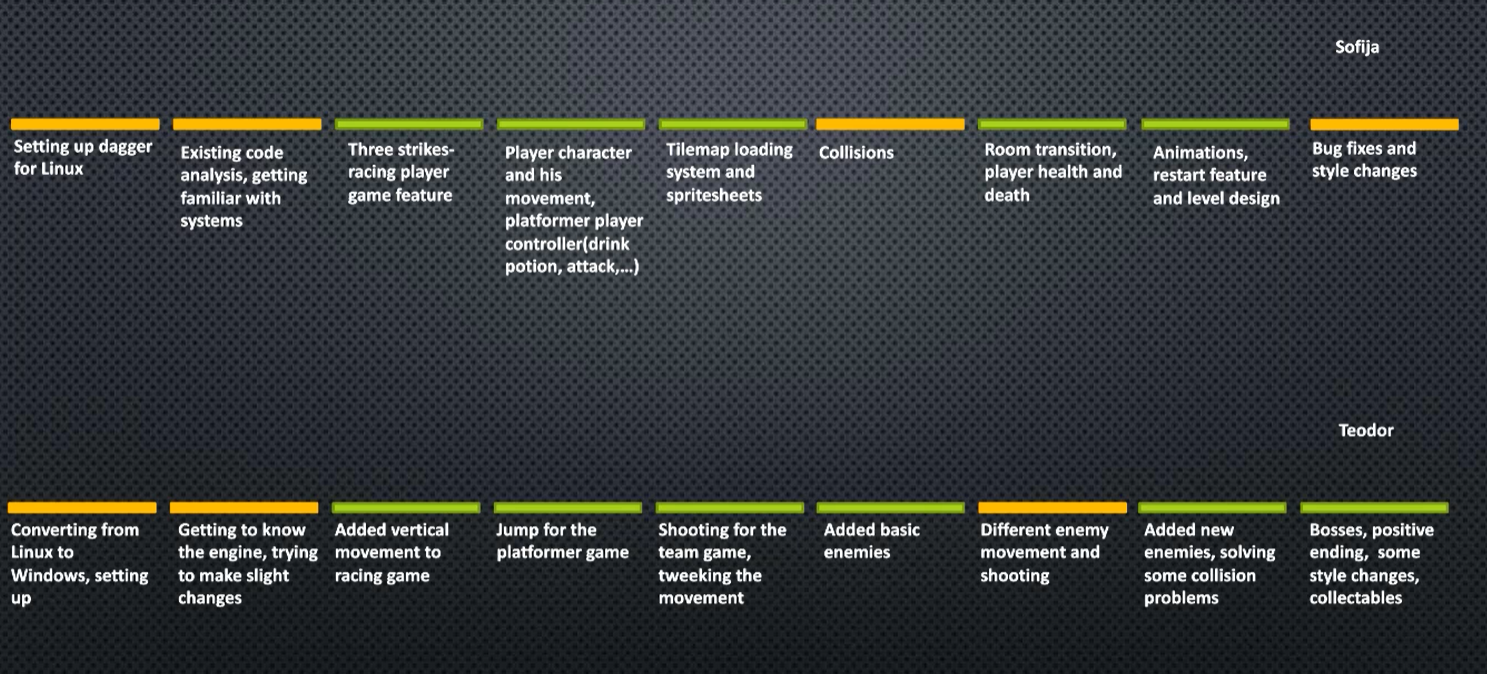 Sofija
Setting up dagger
for Linux
Existing code
analysis, getting
familiar with
systems
Three strikes-
racing player
game feature
Player character
and his
movement,
platformer player
controller(drink
potion, attack,...)
Tilemap loading
system and
spritesheets
Collisions
Room transition,
player health and
death
Animations,
restart feature
and level design
Bug fixes and
style changes
Teodor
Converting from
Linux to
Windows, setting
up
Getting to know
the engine, trying
to make slight
changes
Added vertical
movement to
racing game
Jump for the
platformer game
Shooting for the
team game,
tweeking the
movement
Added basic
enemies
Different enemy
movement and
shooting
Added new
enemies, solving
some collision
problems
Bosses, positive
ending, some
style changes,
collectables